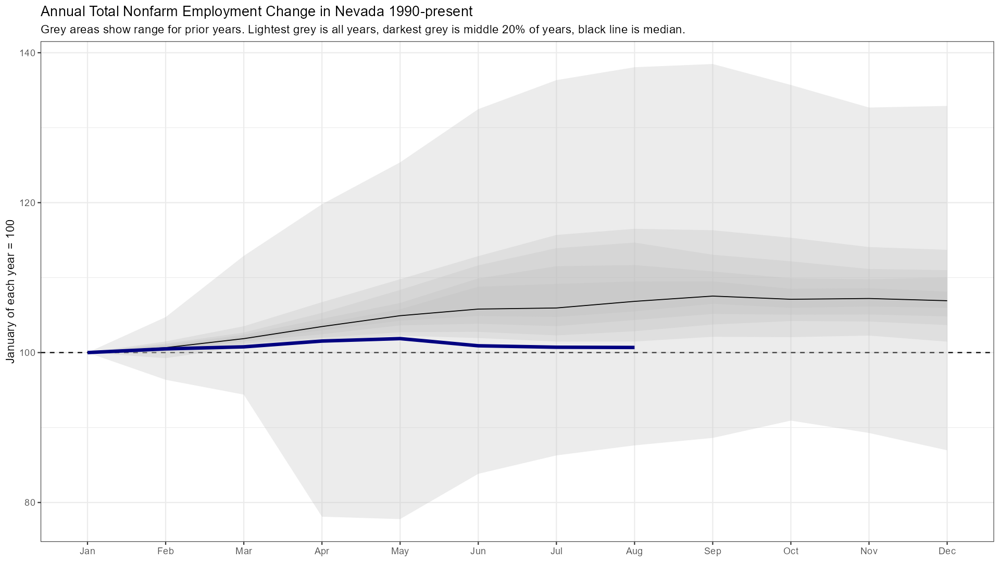 Annual Total Nonfarm Employment Change in Nevada 1990-present
Grey areas show range for prior years. Lightest grey is all years, darkest grey is middle 20% of years, black line is median.
January of each year = 100
140
120
100
80
Jan Feb Mar Apr May Jun Jul Aug Sep Oct Nov Dec